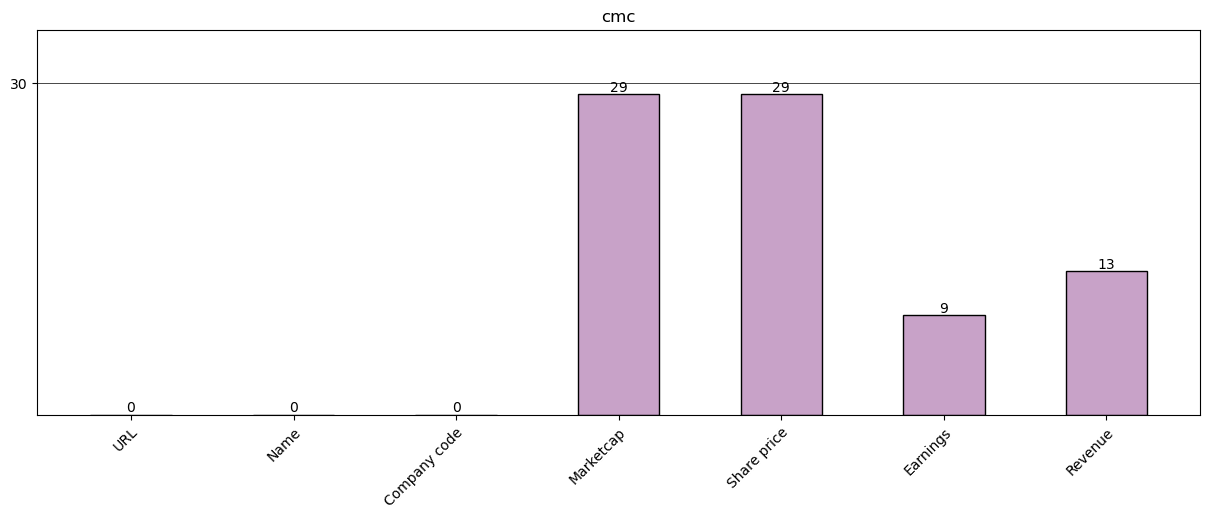 cmc
30
29
29
13
9
0
0
0
URL
Name
Company code
Marketcap
Share price
Earnings
Revenue